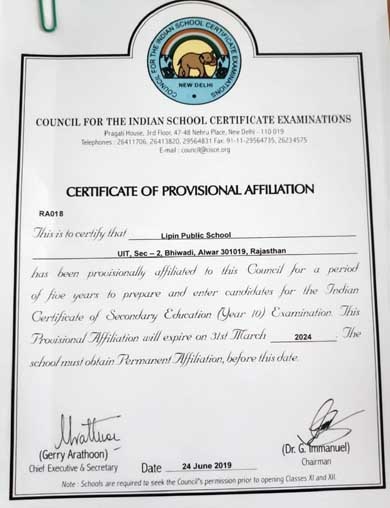 COUNCIL FOR THE INDIAN SCHOOL CERTIFICATE EXAMINATIONS
NEW DELHI
COUNCIL FOR THE INDIAN SCHOOL CERTIFICATE EXAMINATIONS
Pragati House, 3rd Floor, 47-48 Nehru Place, New Delhi - 110 019
Telephones : 26411706, 26413820, 29564831 Fax: 91-11-29564735, 26234575
E-mail : council@cisce.org
CERTIFICATE OF PROVISIONAL AFFILIATION
RA018
This is to certify that Lipin Public School
UIT, Sec – 2, Bhiwadi, Alwar 301019, Rajasthan
has been provisionally affiliated to this Council for a period
of five years to prepare and enter candidates for the Indian
Certificate of Secondary Education (Year 10) Examination. This
Provisional Affiliation will expire on 31st March 2024 . The
school must obtain Permanent Affiliation, before this date.
(Gerry Arathoon)
Chief Executive & Secretary
Date 24 June 2019
(Dr. G. Immanuel)
Chairman
Note : Schools are required to seek the Council"s permission prior to opening Classes XI and XII.